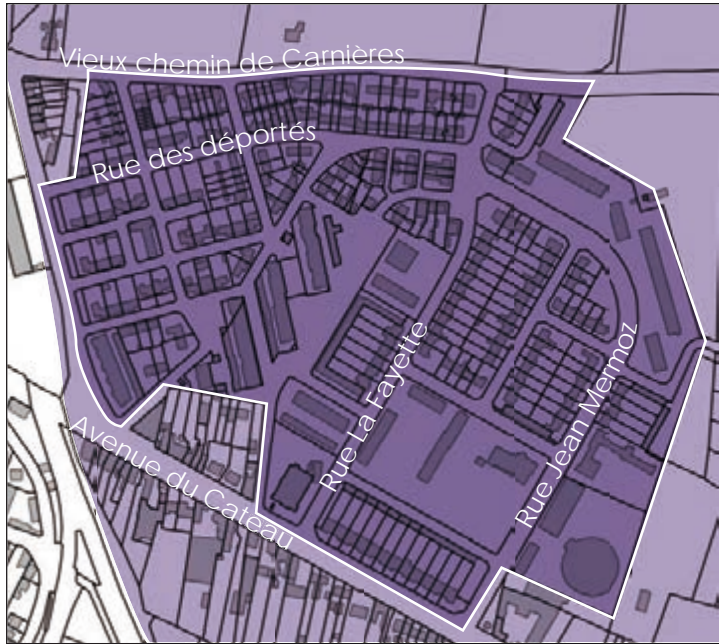 Vieux chemin de Carnières
Rue des déportés
Rue La Fayette
Rue Jean Mermoz
Avenue du Cateau